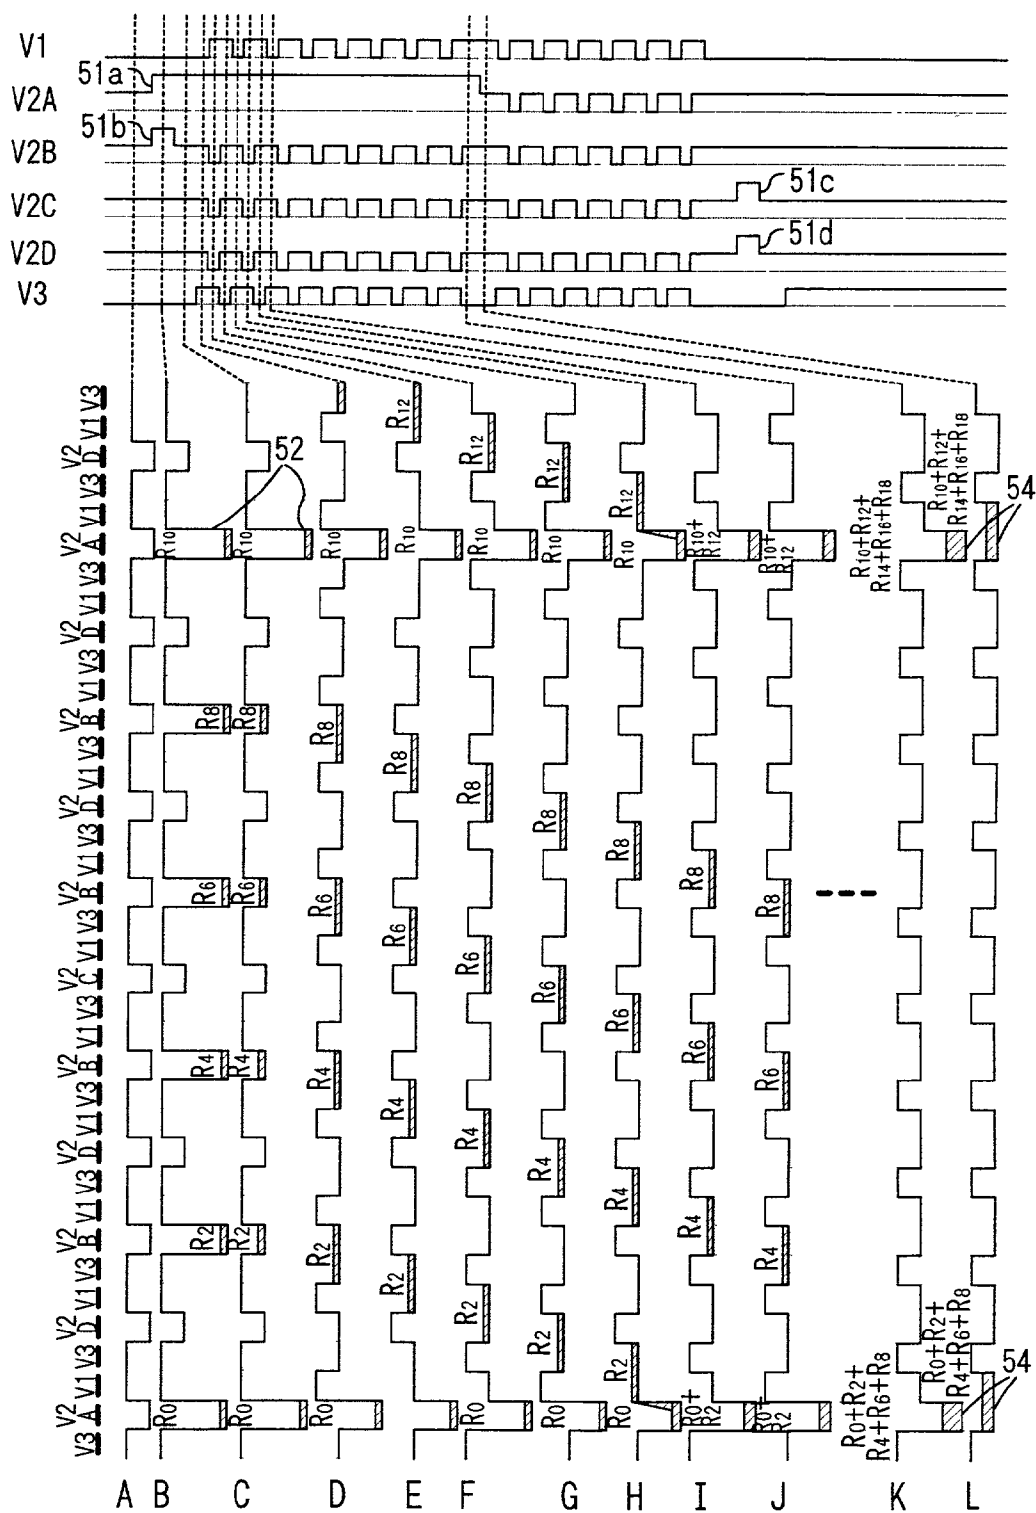 V1
51a
V2A
51b
V2B
V2C
51c
V2D
51d
V3
V3
V1
V2 D
V3
V1
V2 A
V3
V1
V2 D
V3
V1
V2 B
V3
V1
V2 D
V3
V1
V2 B
V3
V1
V2 C
V3
V1
V2 B
V3
V1
V2 D
V3
V1
V2 B
V3
V1
V2 D
V3
V1
V2 A
V3
52
54
R12
R12
R12
R12
R10
R10
R10
R10
R10
R10
R10
R10+
R12
R10+
R12
R10+R12+
R14+R16+R18
R10+R12+
R14+R16+R18
R8
R8
R8
R8
R8
R8
R8
R8
R8
R6
R6
R6
R6
R6
R6
R6
R6
R6
R4
R4
R4
R4
R4
R4
R4
R4
R4
R2
R2
R2
R2
R2
R2
R2
R0
R0
R0
R0
R0
R0
R0+
R2
R0+
R2
R0+R2+
R4+R6+R8
R0+R2+
R4+R6+R8
54
A
B
C
D
E
F
G
H
I
J
K
L